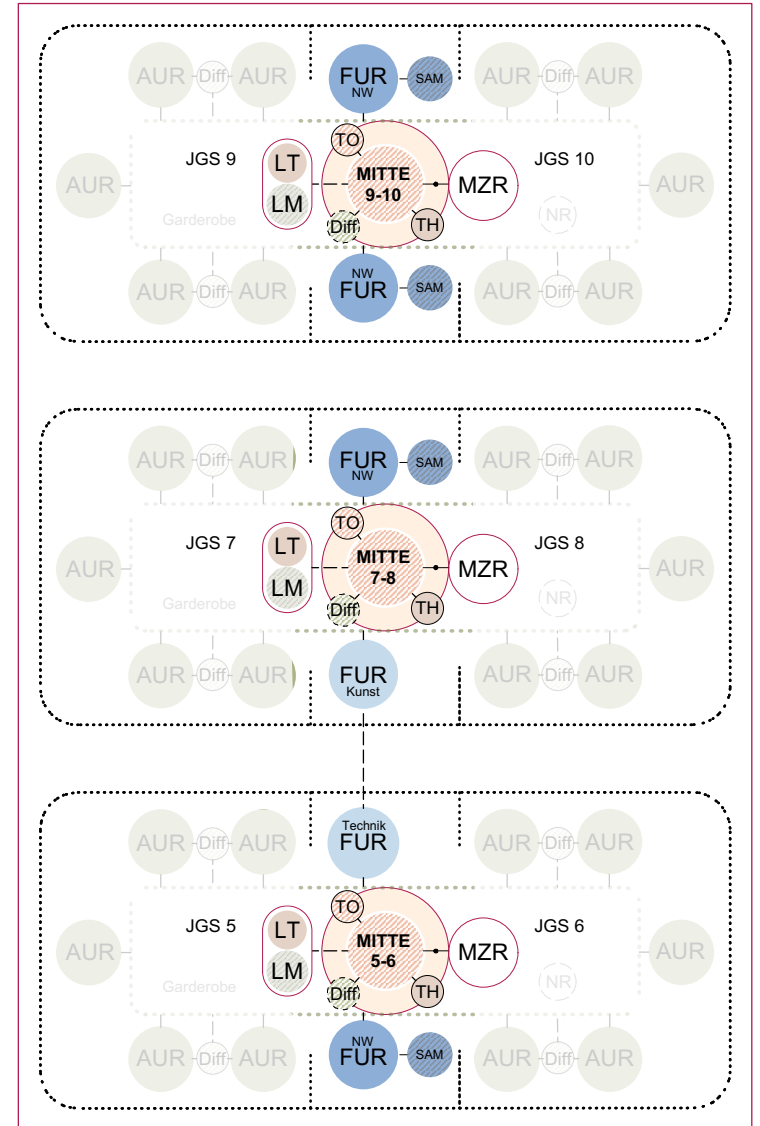 AUR Diff AUR FUR SAM AUR Diff AUR
NW
TO
JGS 9 LT MITTE JGS 10
AUR 9-10 MZR AUR
LM
Garderobe Diff TH NR
NW
AUR Diff AUR FUR SAM AUR Diff AUR
AUR Diff AUR FUR SAM AUR Diff AUR
NW
TO
JGS 7 LT MITTE JGS 8
AUR 7-8 MZR AUR
LM
Garderobe Diff TH NR
AUR Diff AUR FUR AUR Diff AUR
Kunst
Technik
AUR Diff AUR FUR AUR Diff AUR
TO
JGS 5 LT MITTE JGS 6
AUR 5-6 MZR AUR
LM
Garderobe Diff TH NR
NW
AUR Diff AUR FUR SAM AUR Diff AUR